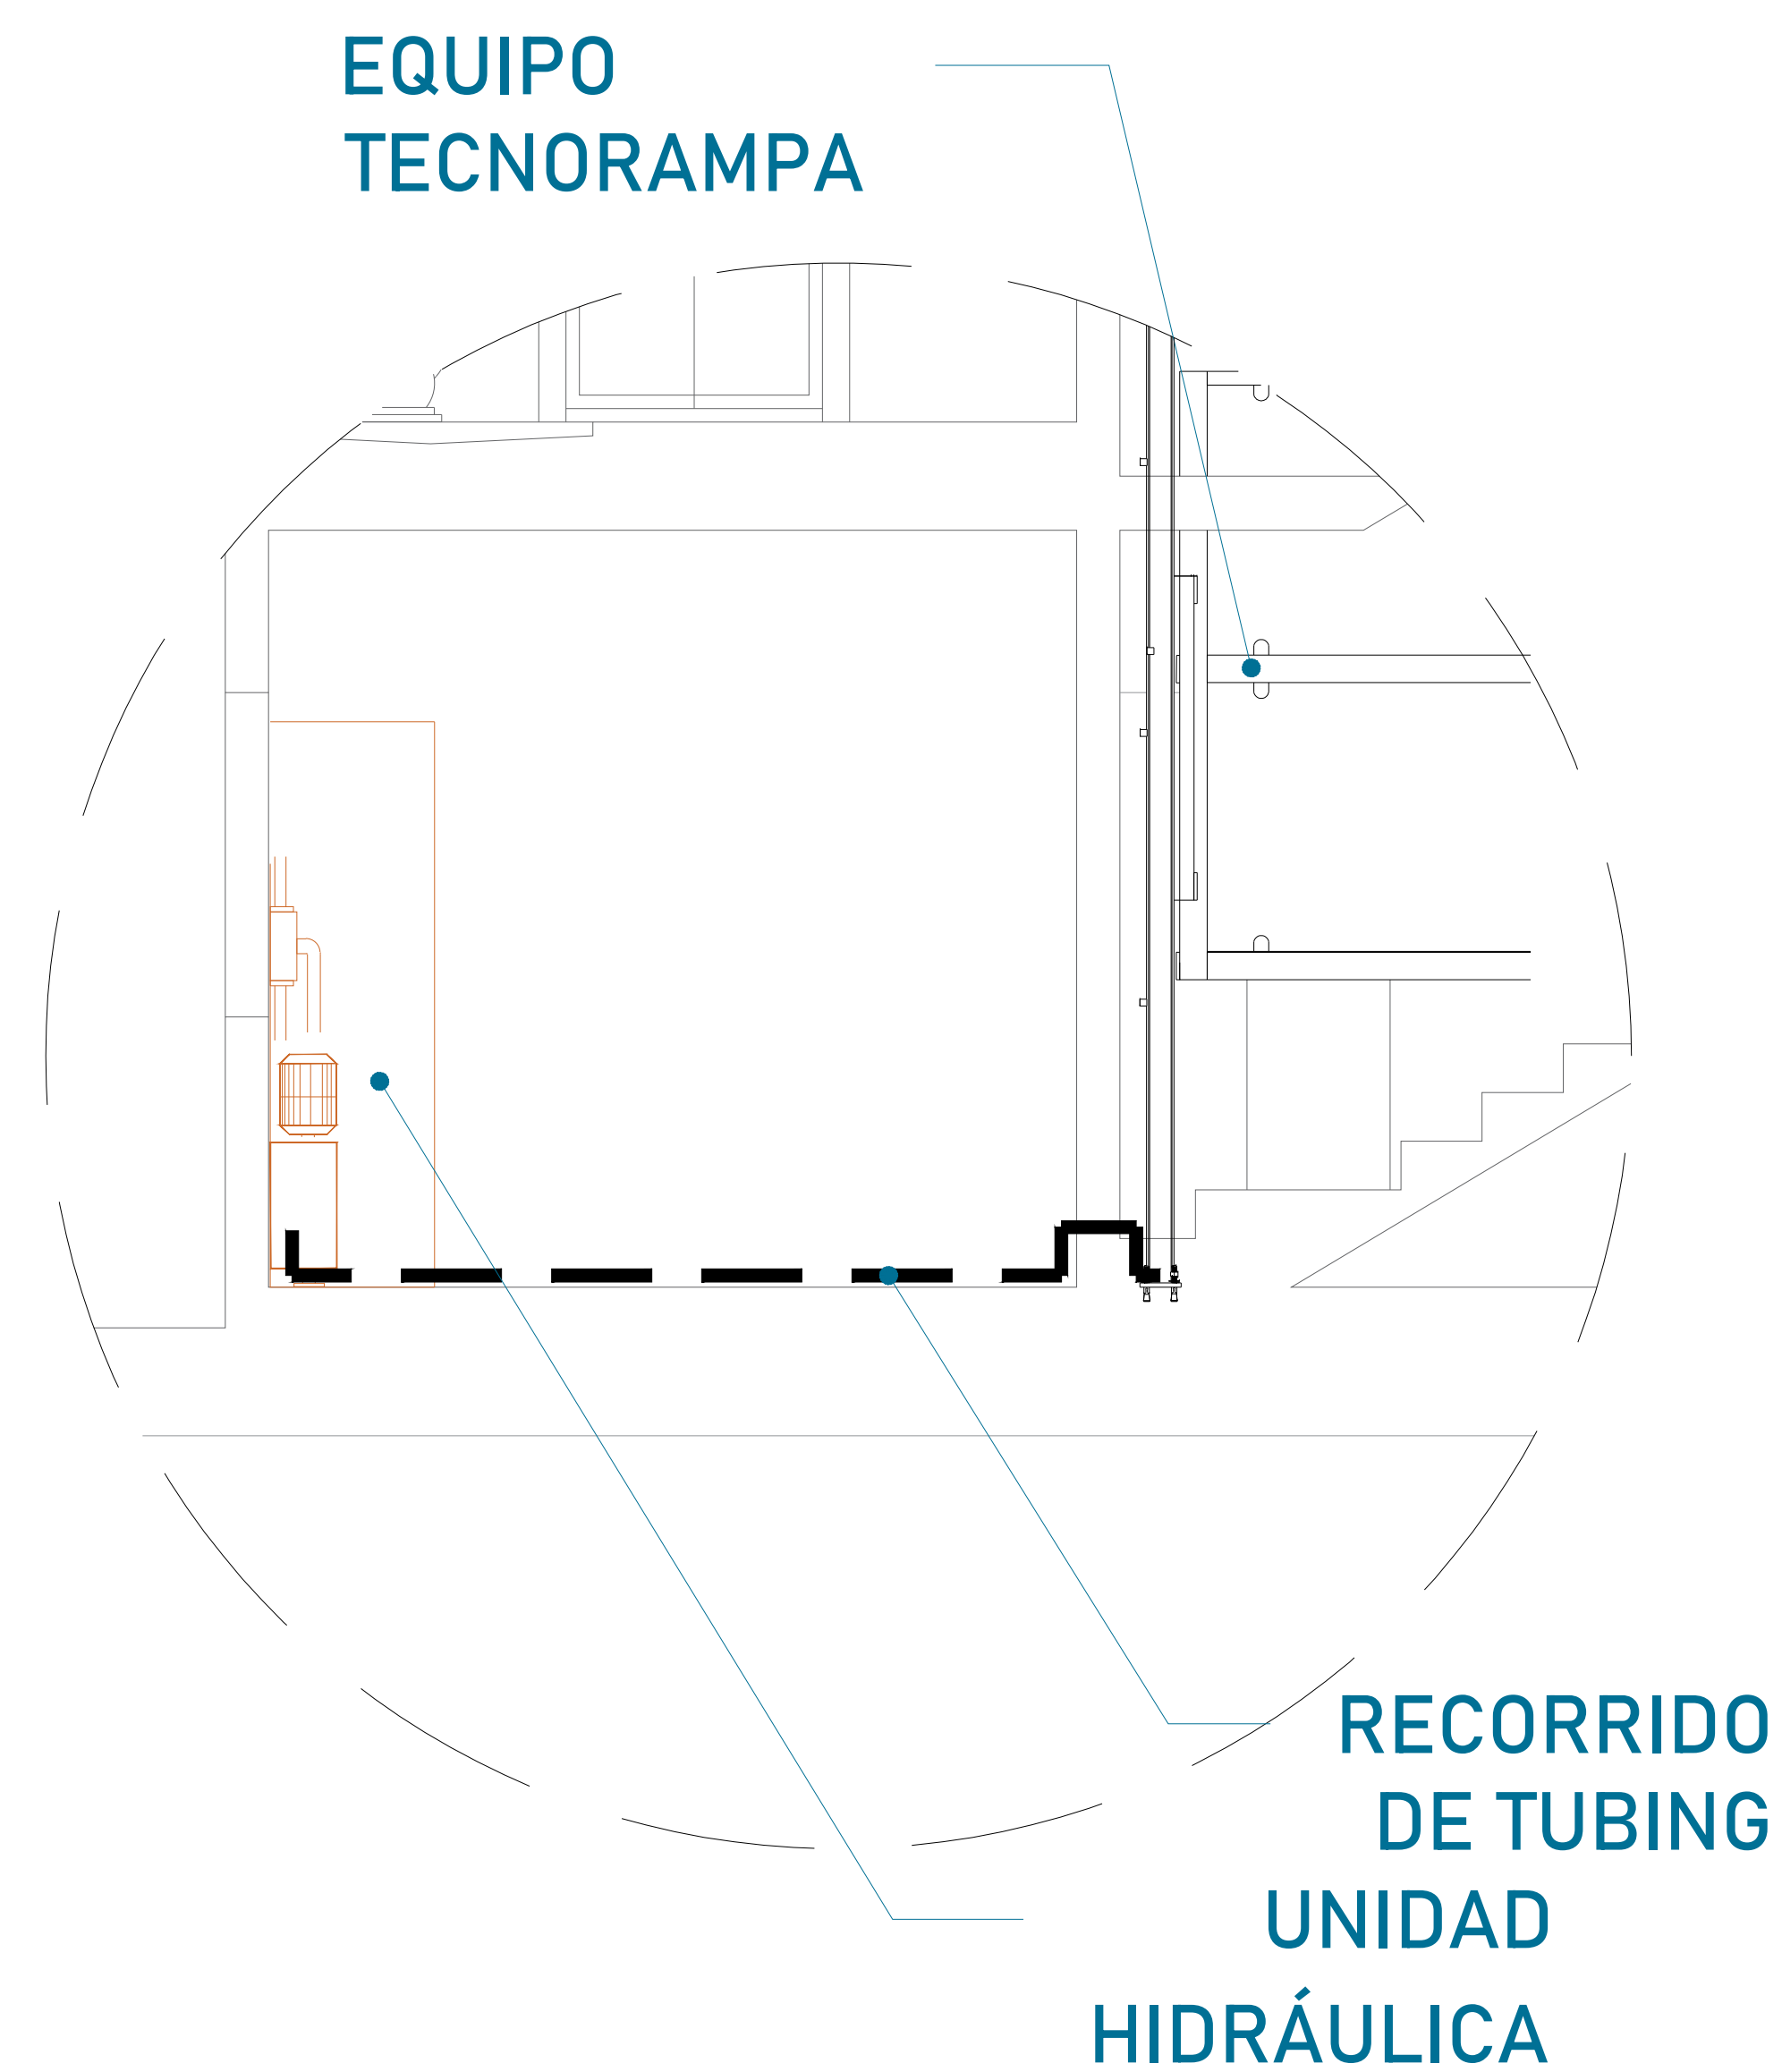 EQUIPO
TECNORAMPA
RECORRIDO
DE TUBING
UNIDAD
HIDRÁULICA